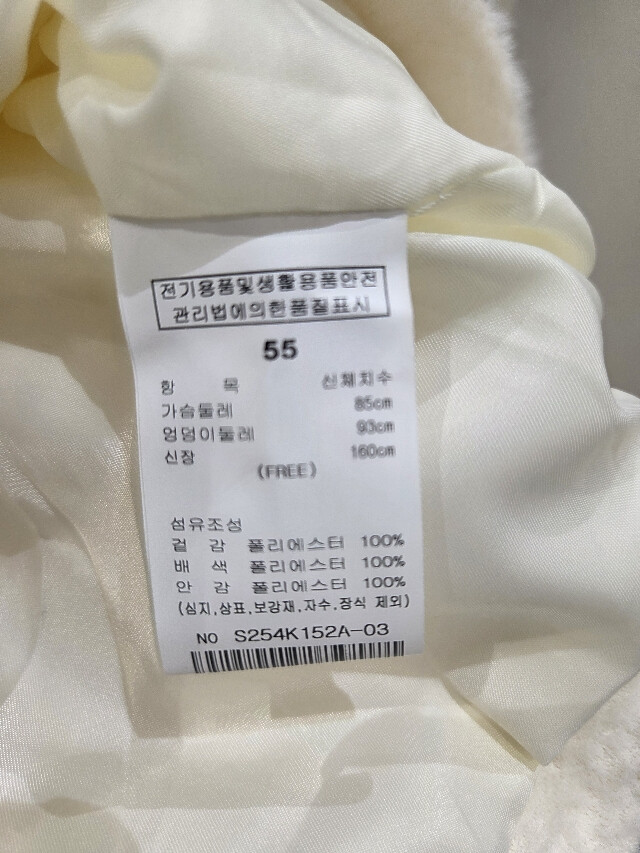 전기용품및생활용품안전
관리법에의한품질표시
55
항 목 신체치수
가슴둘레 85cm
엉덩이둘레 93cm
신장 160cm
(FREE)
섬유조성
겉 감 폴리에스터 100%
배 색 폴리에스터 100%
안 감 폴리에스터 100%
(심지,상표,보강재,자수,장식 제외)
NO S254K152A-03